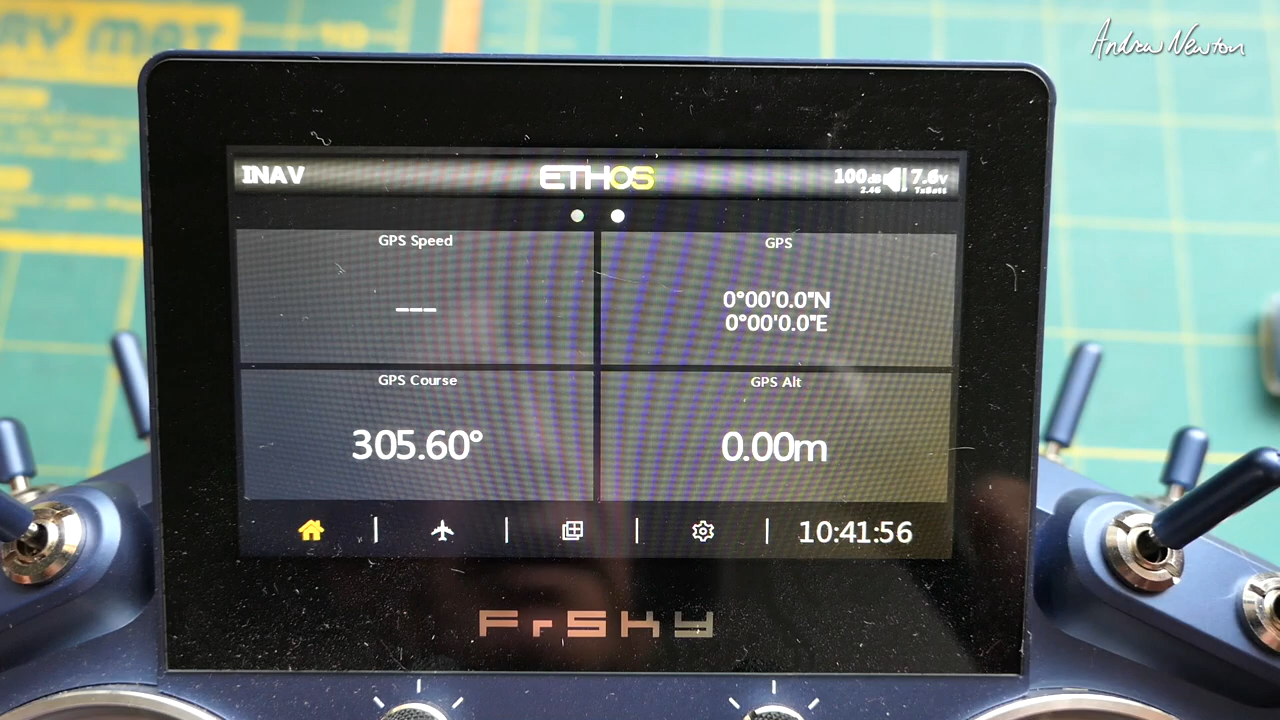 Andrew Newton
INAV
ETHOS
100dB
2.4G
7.6V
TxBatt
GPS Speed
---
GPS
0°00'0.0"N
0°00'0.0"E
GPS Course
305.60°
GPS Alt
0.00m
10:41:56
FrSky